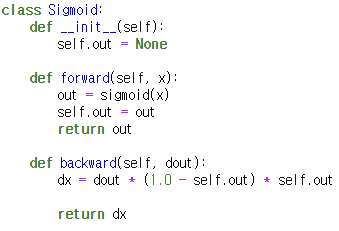 class Sigmoid:
    def __init__(self):
        self.out = None

    def forward(self, x):
        out = sigmoid(x)
        self.out = out
        return out

    def backward(self, dout):
        dx = dout * (1.0 - self.out) * self.out

        return dx